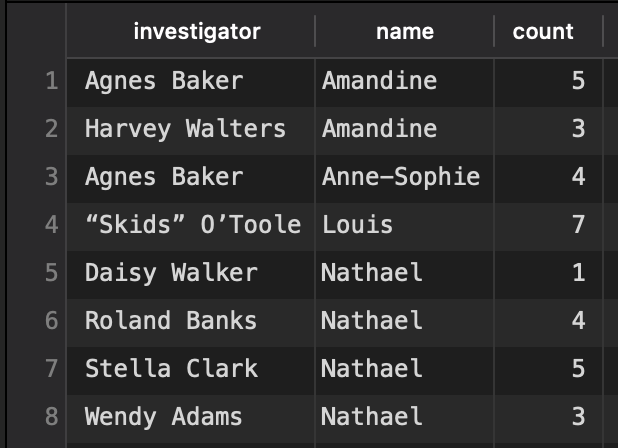 investigator name count
1 Agnes Baker Amandine 5
2 Harvey Walters Amandine 3
3 Agnes Baker Anne–Sophie 4
4 “Skids” O’Toole Louis 7
5 Daisy Walker Nathael 1
6 Roland Banks Nathael 4
7 Stella Clark Nathael 5
8 Wendy Adams Nathael 3